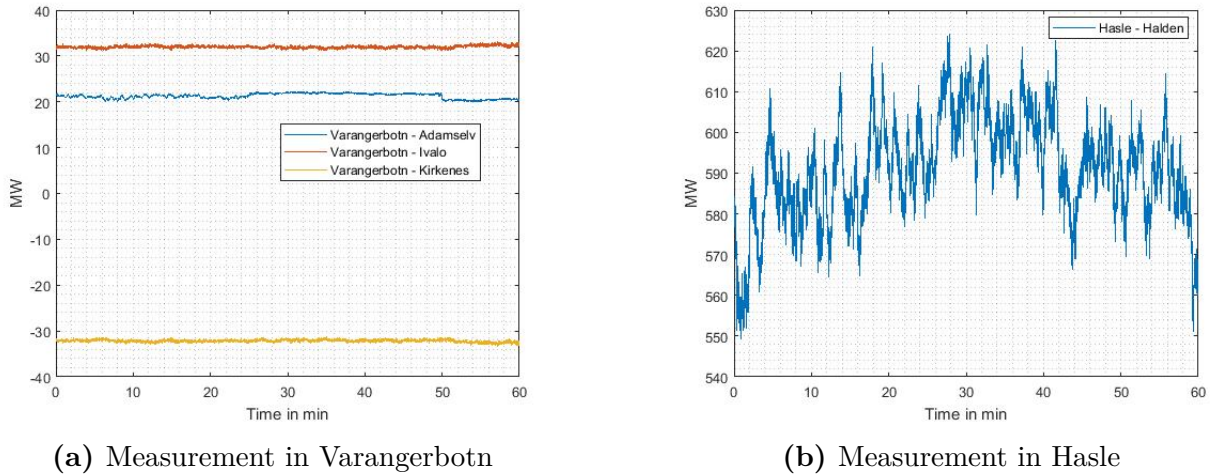 40
30
20
10
0
-10
-20
-30
-40
MW
Varangerbotn - Adamselv
Varangerbotn - Ivalo
Varangerbotn - Kirkenes
0 10 20 30 40 50 60
Time in min
(a) Measurement in Varangerbotn
630
620
610
600
590
580
570
560
550
540
MW
Hasle - Halden
0 10 20 30 40 50 60
Time in min
(b) Measurement in Hasle